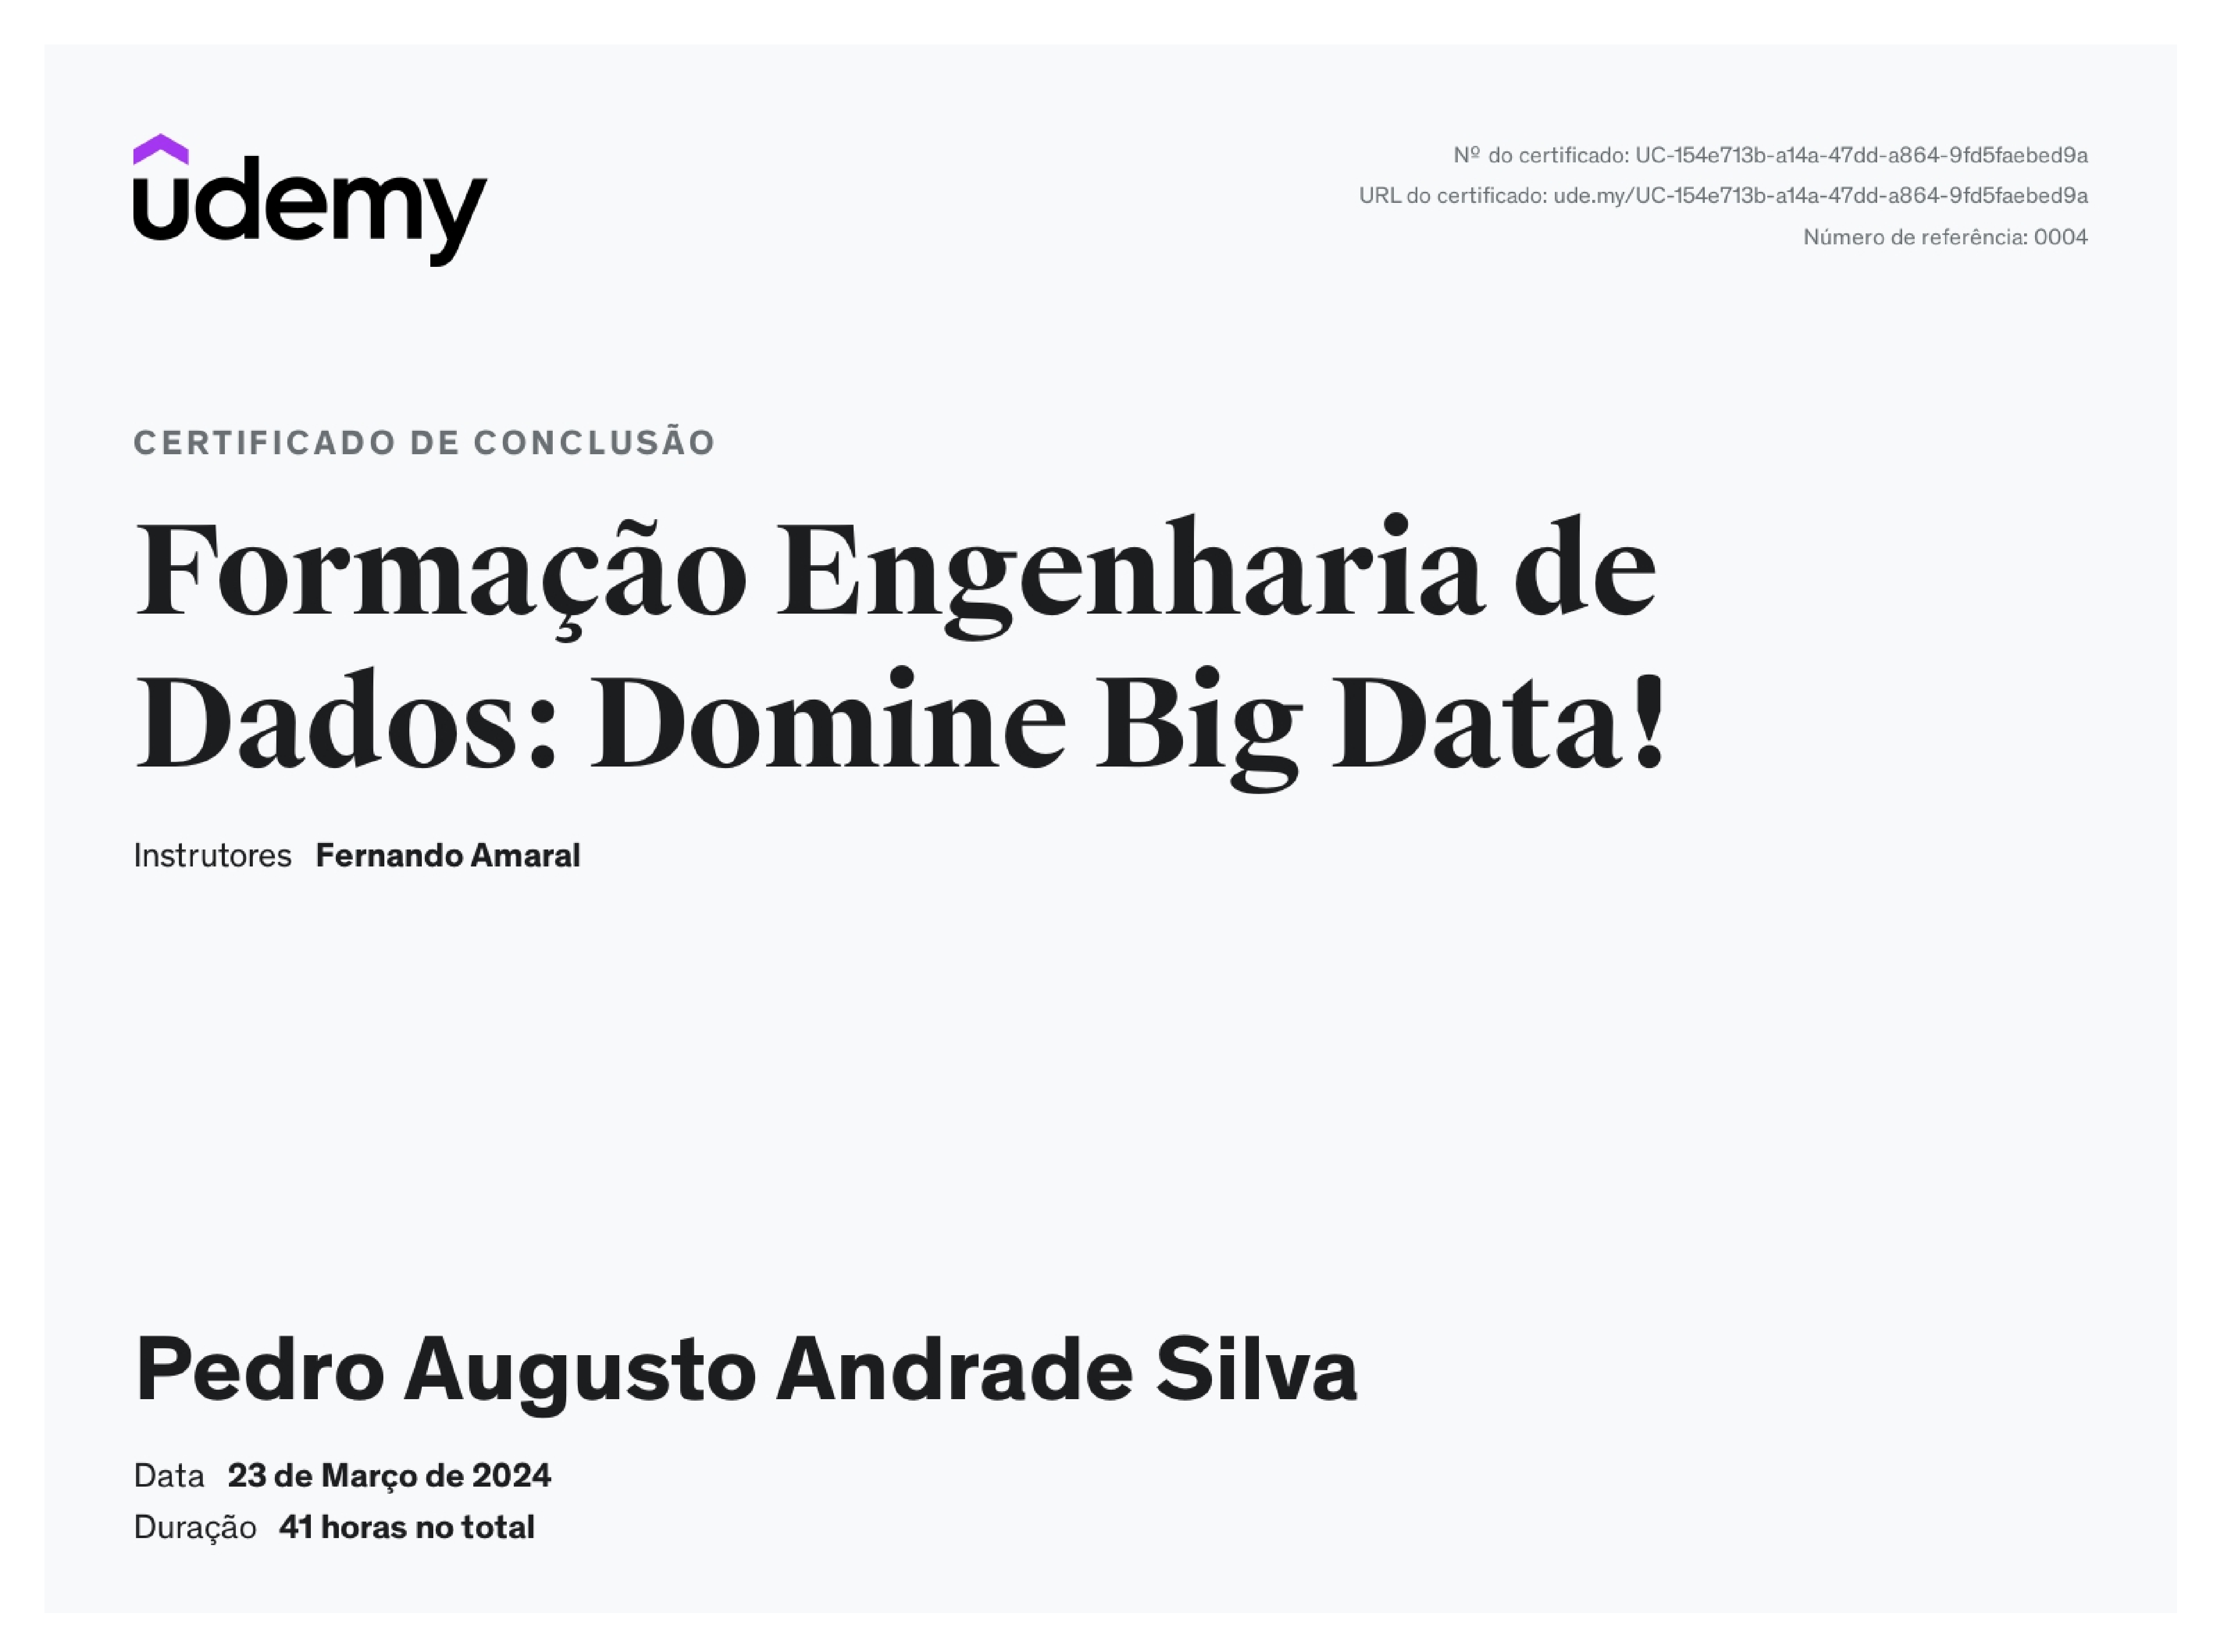 udemy
Nº do certificado: UC-154e713b-a14a-47dd-a864-9fd5faebed9a
URL do certificado: ude.my/UC-154e713b-a14a-47dd-a864-9fd5faebed9a
Número de referência: 0004
CERTIFICADO DE CONCLUSÃO
Formação Engenharia de
Dados: Domine Big Data!
Instrutores Fernando Amaral
Pedro Augusto Andrade Silva
Data 23 de Março de 2024
Duração 41 horas no total